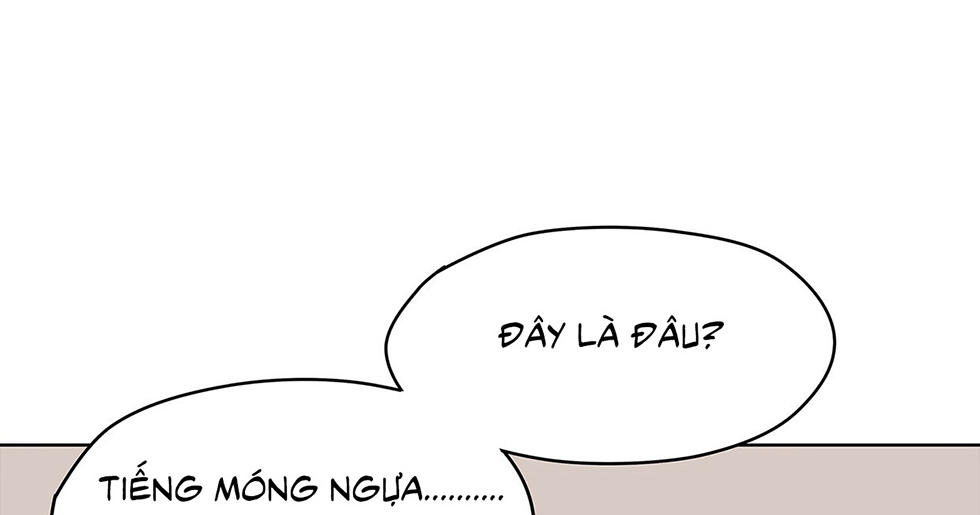 ĐÂY LÀ ĐÂU?
TIẾNG MÓNG NGỰA..........